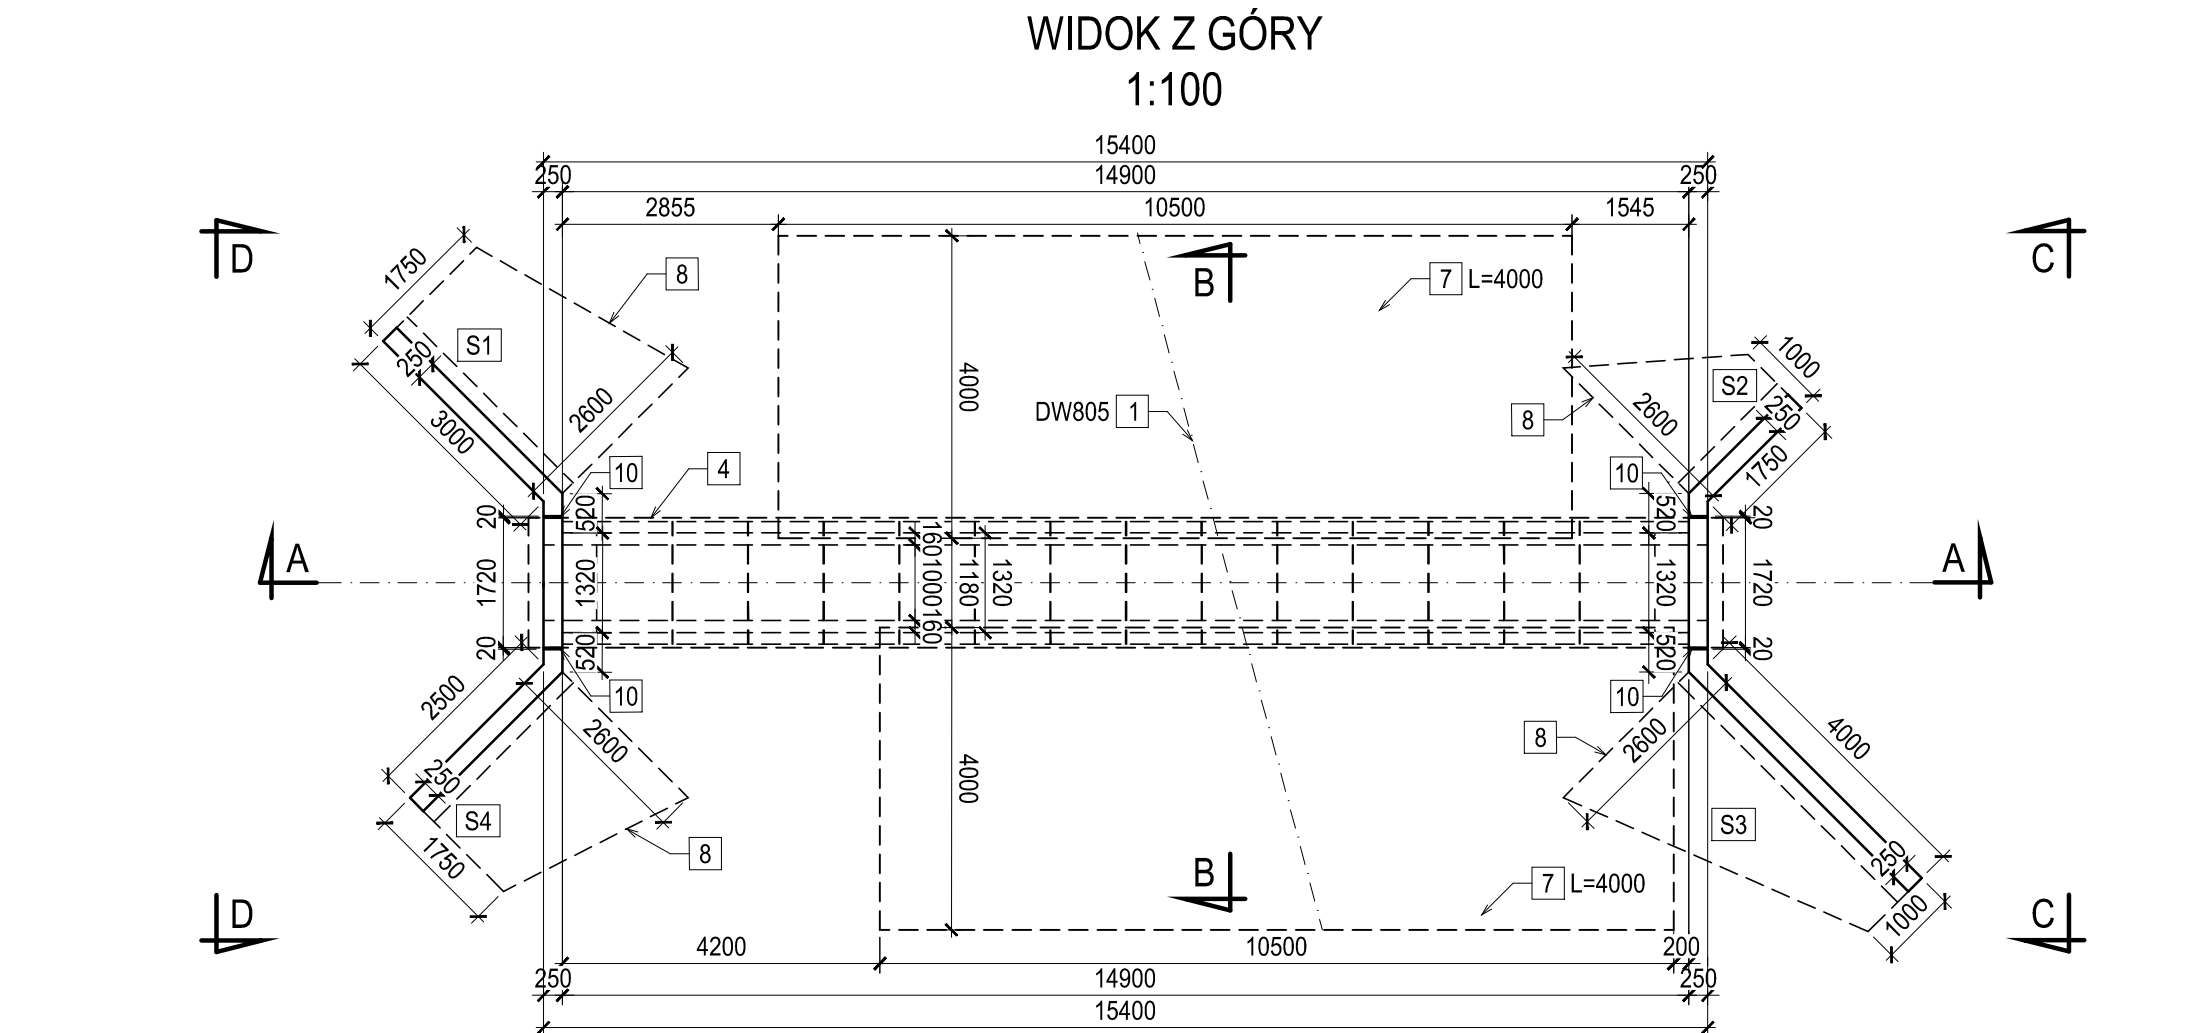 WIDOK Z GÓRY
1:100
15400
250 14900 250
2855 10500 1545
D B C
1750 8 7 L=4000
S1 250 4000 1000
S2
3000 2600 DW805 1 8 2600 250
1750
10 4 10
20 520 160 520 20
A 1720 1320 1000 1180 1320 1320 1720 A
20 520 160 520 20
10 10
2500 2600 4000 8 2600 4000
250 S4 S3 250
1750 8 B 7 L=4000 1000
D C
4200 10500 200
250 14900 250
15400